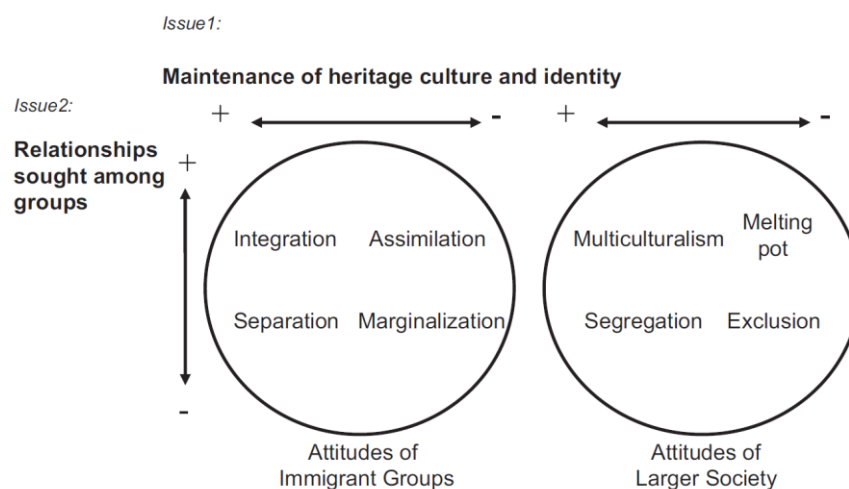 Issue1:
Maintenance of heritage culture and identity
Issue2:
Relationships
sought among
groups
+ -
+ -
+
-
Integration Assimilation
Separation Marginalization
Multiculturalism Melting
pot
Segregation Exclusion
Attitudes of
Immigrant Groups
Attitudes of
Larger Society